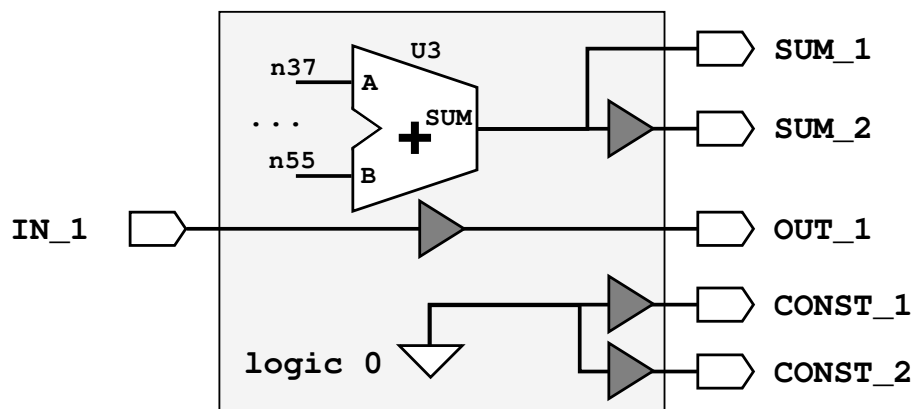 U3
SUM_1
n37
A
SUM
...
+
SUM_2
n55
B
IN_1
OUT_1
CONST_1
logic 0
CONST_2